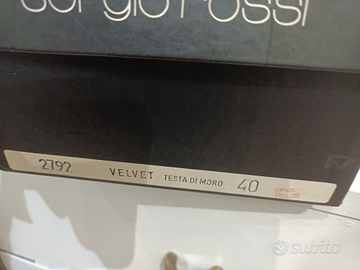 sergio rossi
2792 VELVET TESTA DI MORO 40
subito